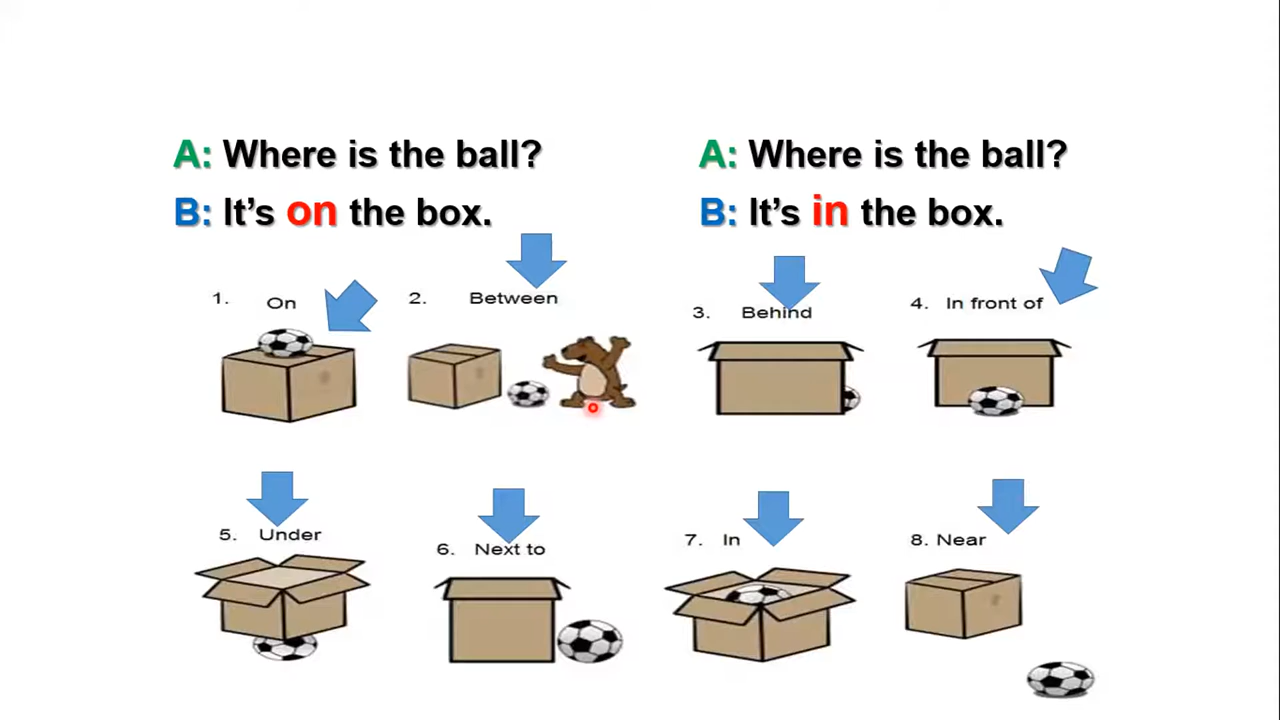 A: Where is the ball?
B: It’s on the box.
A: Where is the ball?
B: It’s in the box.
1. On
2. Between
3. Behind
4. In front of
5. Under
6. Next to
7. In
8. Near